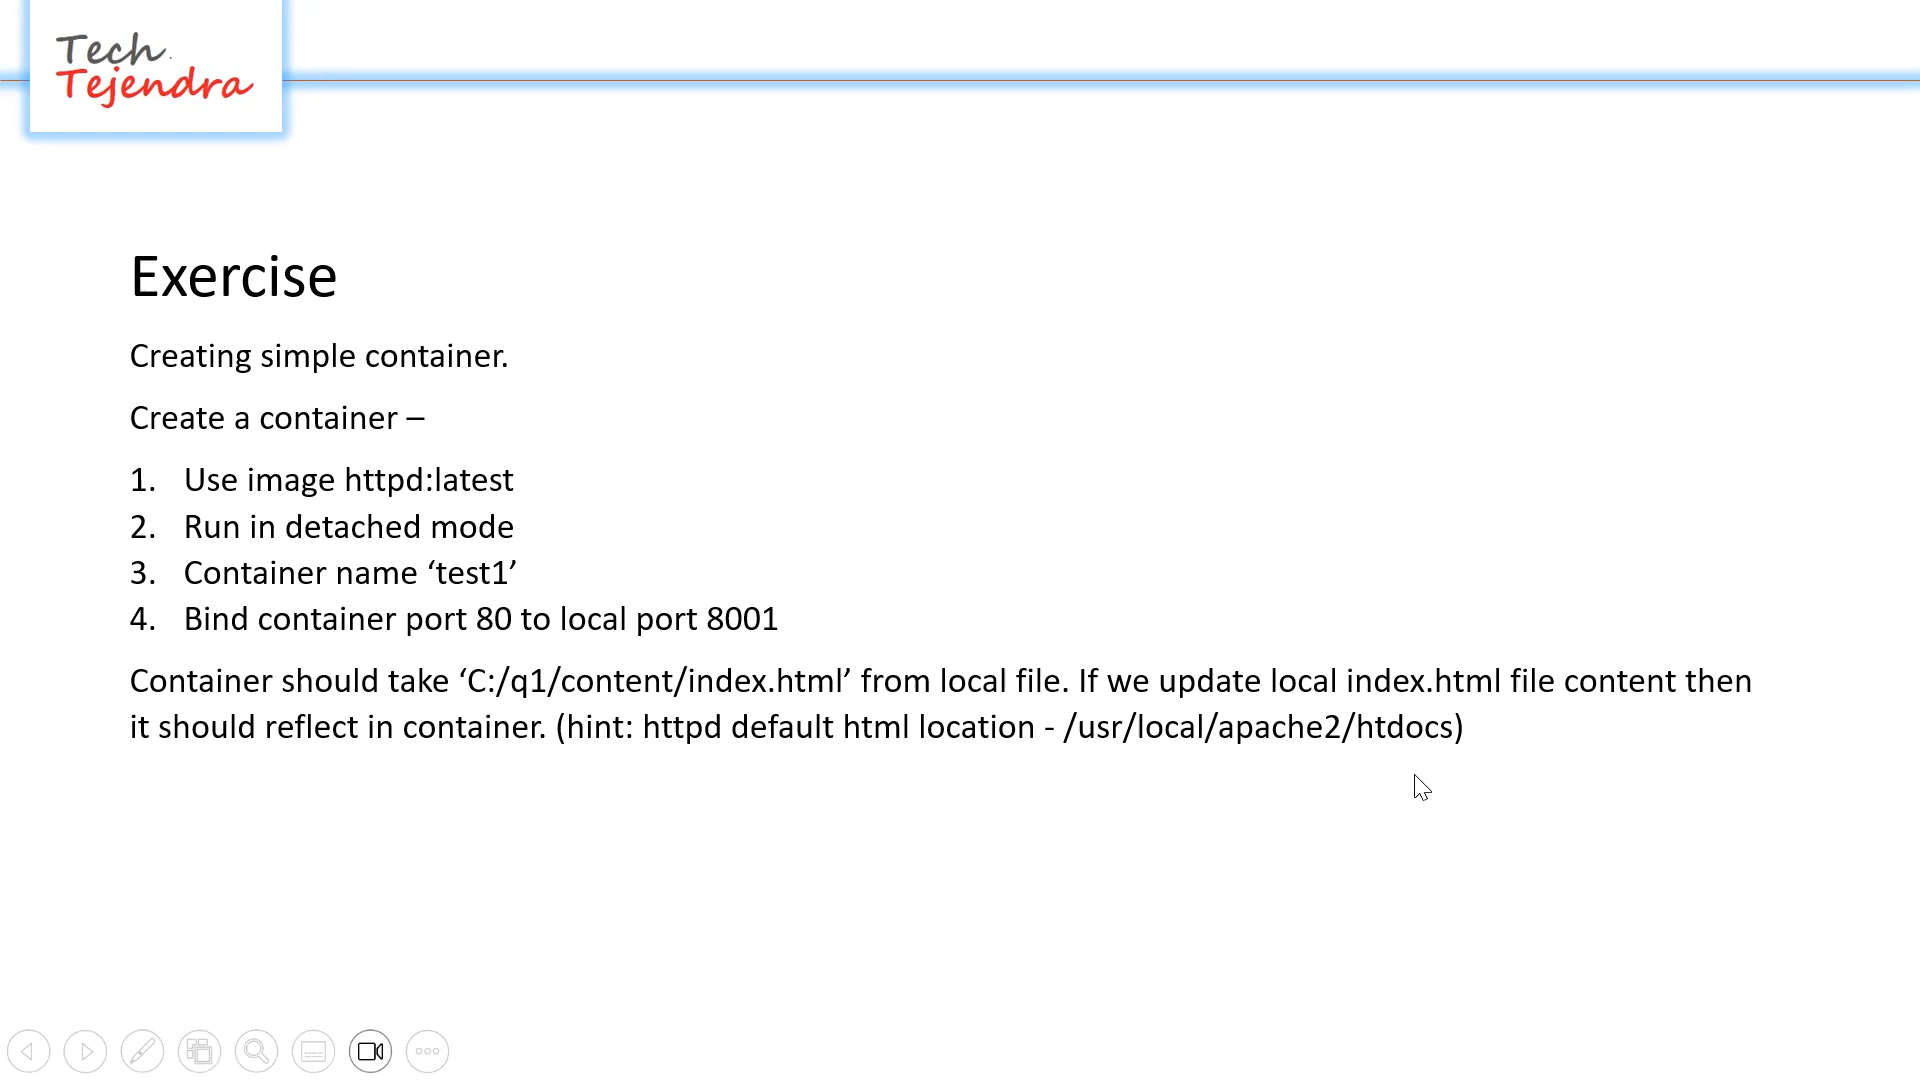 Tech
Tejendra
Exercise
Creating simple container.
Create a container –
1. Use image httpd:latest
2. Run in detached mode
3. Container name ‘test1’
4. Bind container port 80 to local port 8001
Container should take ‘C:/q1/content/index.html’ from local file. If we update local index.html file content then
it should reflect in container. (hint: httpd default html location - /usr/local/apache2/htdocs)